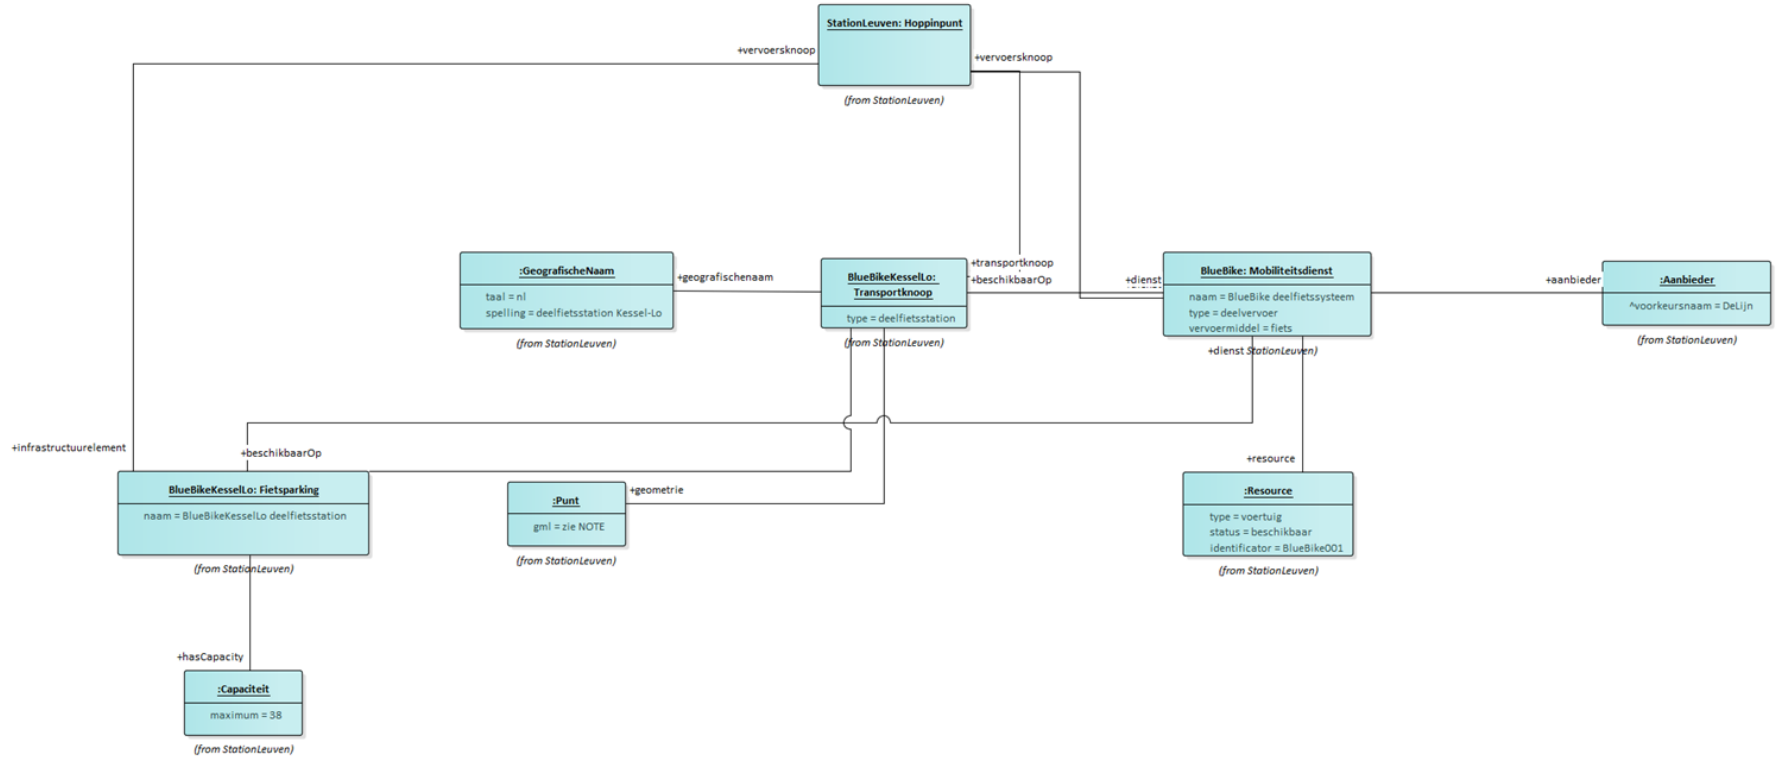 StationLeuven: Hoppinpunt
+vervoersknoop
+vervoersknoop
(from StationLeuven)
:GeografischeNaam
taal = nl
spelling = deelfietsstation Kessel-Lo
(from StationLeuven)
+geografischenaam
BlueBikeKesselLo:
Transportknoop
type = deelfietsstation
(from StationLeuven)
+transportknoop
+beschikbaarOp
+dienst
BlueBike: Mobiliteitsdienst
naam = BlueBike deelfietssysteem
type = deelvervoer
vervoermiddel = fiets
+dienst StationLeuven)
+aanbieder
:Aanbieder
^voorkeursnaam = DeLijn
(from StationLeuven)
+infrastructuurelement
+beschikbaarOp
BlueBikeKesselLo: Fietsparking
naam = BlueBikeKesselLo deelfietsstation
(from StationLeuven)
+geometrie
:Punt
gml = zie NOTE
(from StationLeuven)
+resource
:Resource
type = voertuig
status = beschikbaar
identificator = BlueBike001
(from StationLeuven)
+hasCapacity
:Capaciteit
maximum = 38
(from StationLeuven)